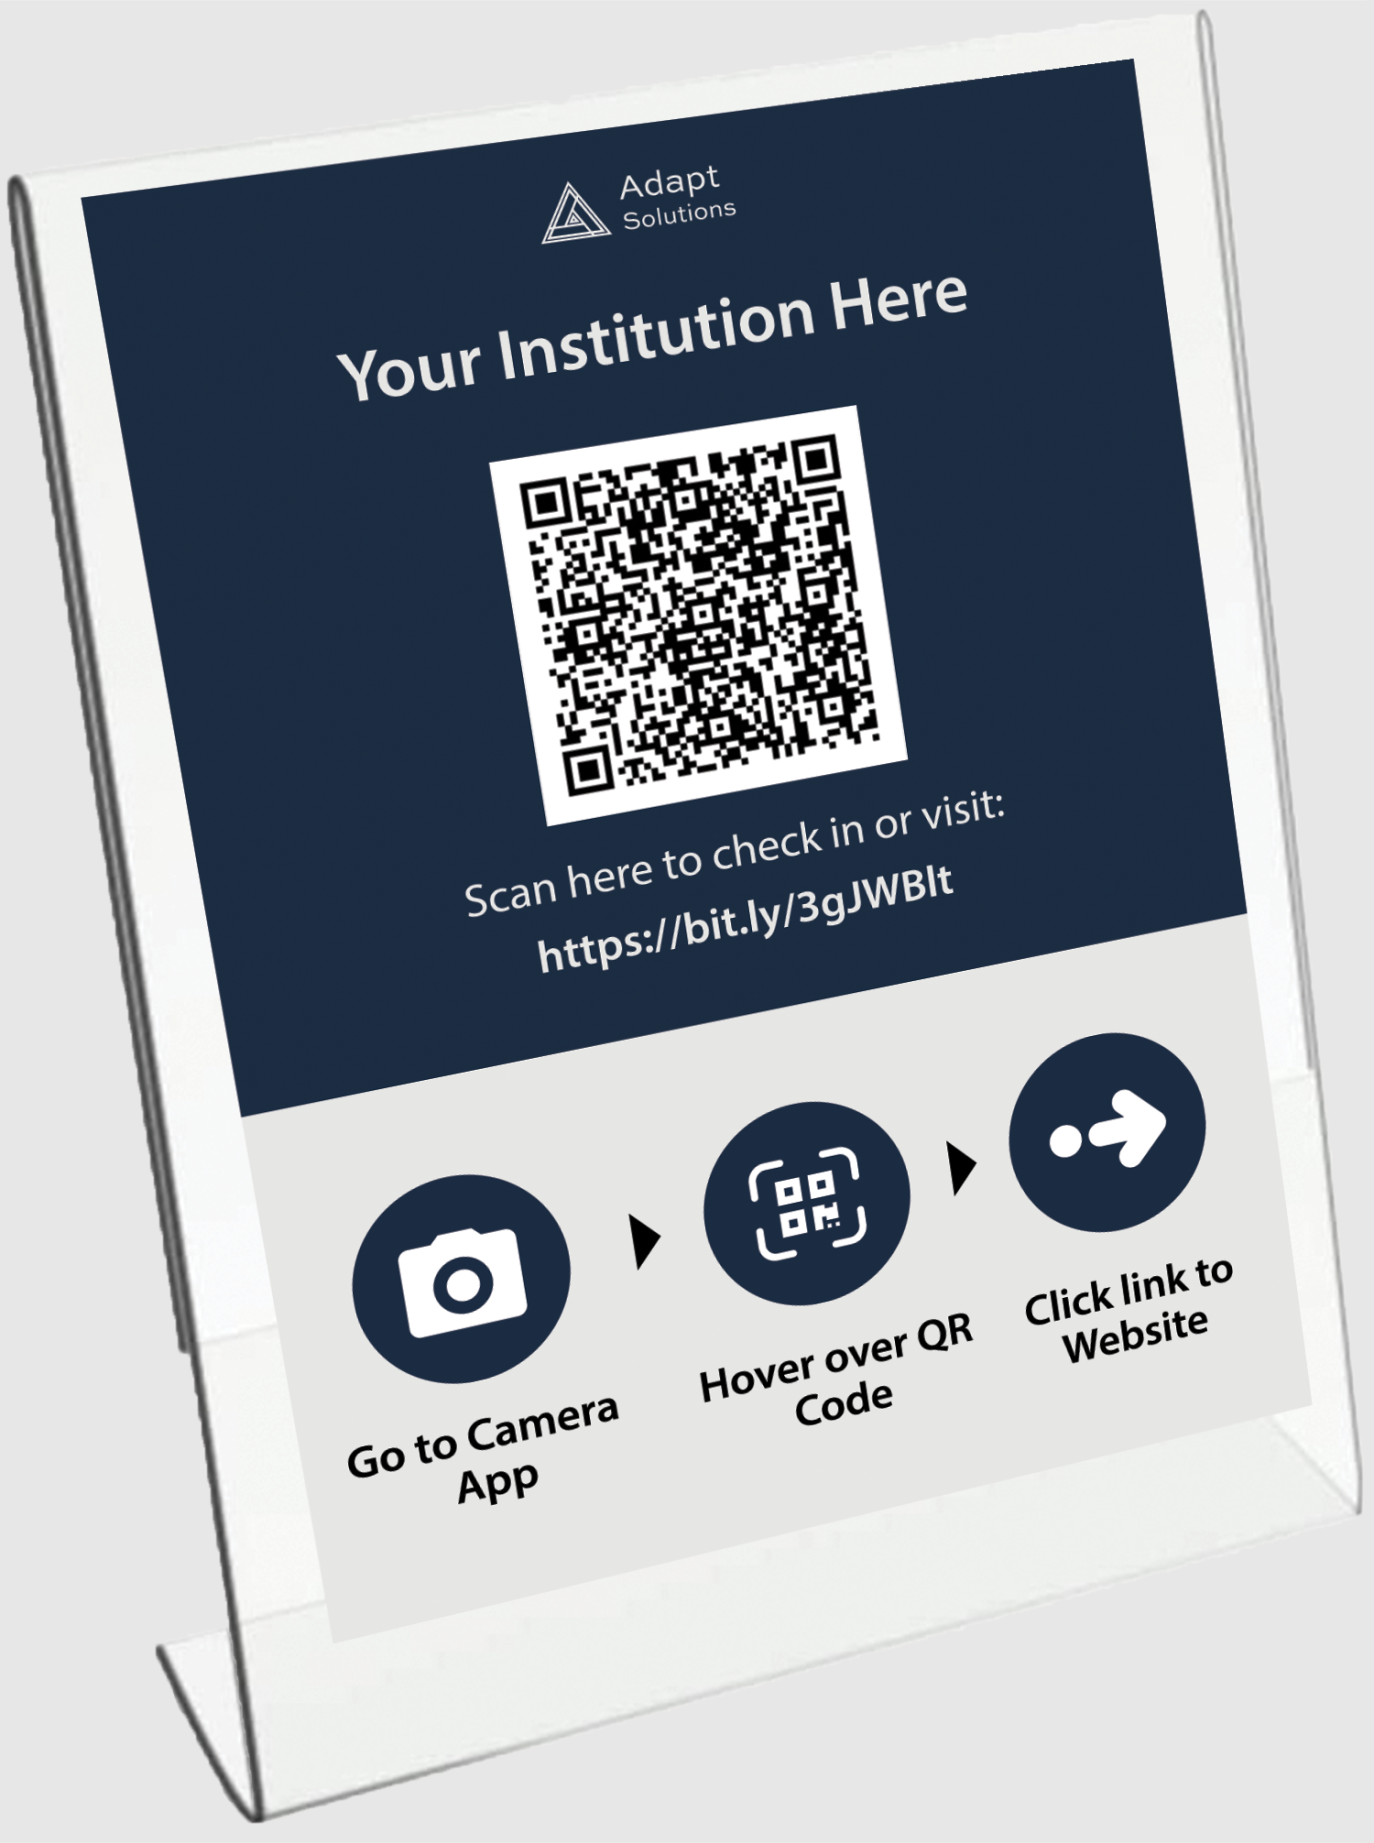 Adapt
Solutions
Your Institution Here
Scan here to check in or visit:
https://bit.ly/3gJWBlt
Go to Camera
App
Hover over QR
Code
Click link to
Website